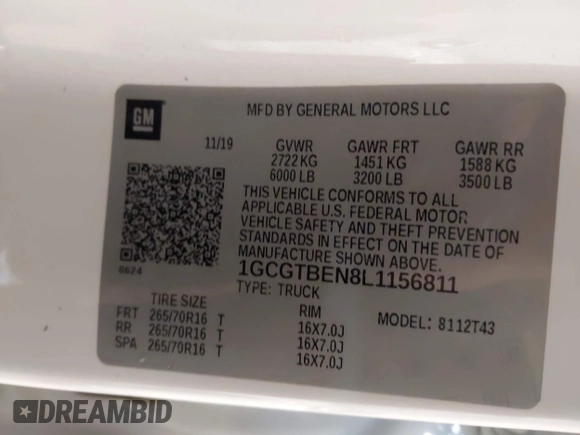 GM
MFD BY GENERAL MOTORS LLC
11/19 GVWR GAWR FRT GAWR RR
2722 KG 1451 KG 1588 KG
6000 LB 3200 LB 3500 LB
THIS VEHICLE CONFORMS TO ALL
APPLICABLE U.S. FEDERAL MOTOR
VEHICLE SAFETY AND THEFT PREVENTION
STANDARDS IN EFFECT ON THE DATE OF
MANUFACTURE SHOWN ABOVE.
0624 1GCGTBEN8L1156811
TYPE: TRUCK
TIRE SIZE RIM MODEL: 8112T43
FRT 265/70R16 T 16X7.0J
RR 265/70R16 T 16X7.0J
SPA 265/70R16 T 16X7.0J
DREAMBID